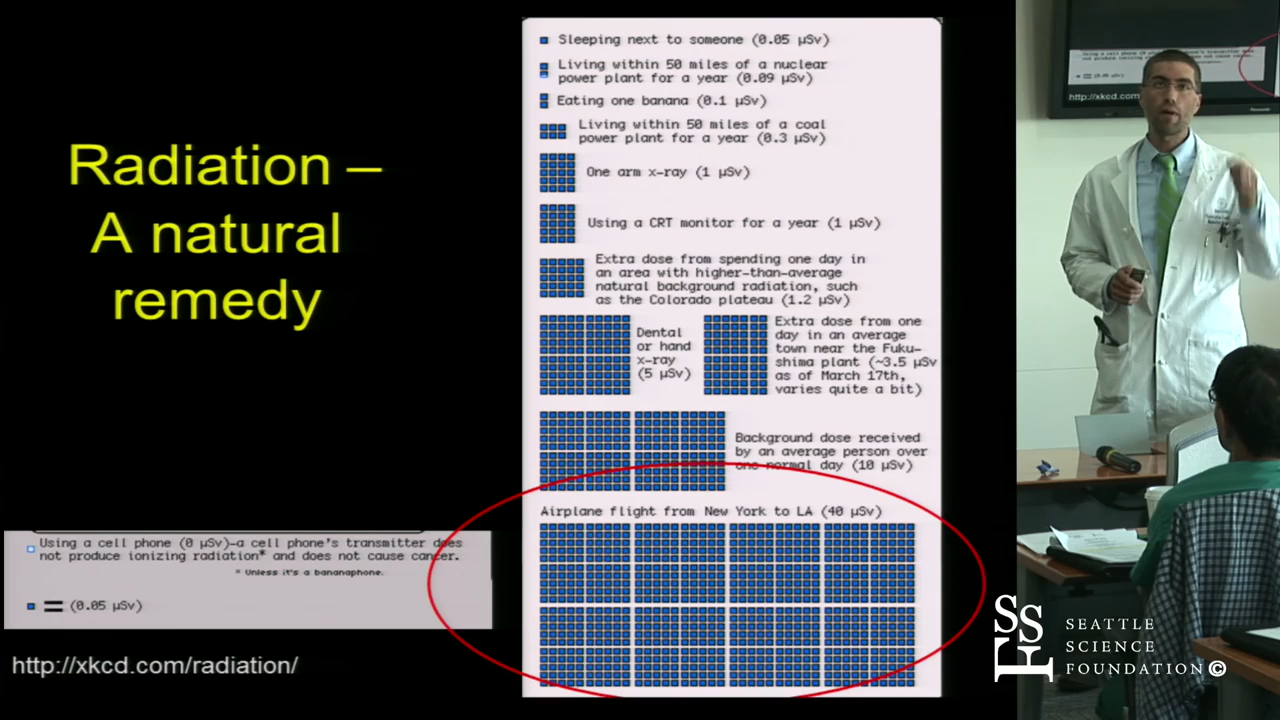 Radiation –
A natural
remedy
Sleeping next to someone (0.05 µSv)
Living within 50 miles of a nuclear
power plant for a year (0.09 µSv)
Eating one banana (0.1 µSv)
Living within 50 miles of a coal
power plant for a year (0.3 µSv)
One arm x-ray (1 µSv)
Using a CRT monitor for a year (1 µSv)
Extra dose from spending one day in
an area with higher-than-average
natural background radiation, such
as the Colorado plateau (1.2 µSv)
Dental
or hand
x-ray
(5 µSv)
Extra dose from one
day in an average
town near the Fuku-
shima plant (~3.5 µSv
as of March 17th,
varies quite a bit)
Background dose received
by an average person over
one normal day (10 µSv)
Airplane flight from New York to LA (40 µSv)
Using a cell phone (0 µSv)–a cell phone's transmitter does
not produce ionizing radiation* and does not cause cancer.
* Unless it's a bananaphone.
= (0.05 µSv)
http://xkcd.com/radiation/
http://xkcd.com
SSF
SEATTLE
SCIENCE
FOUNDATION©